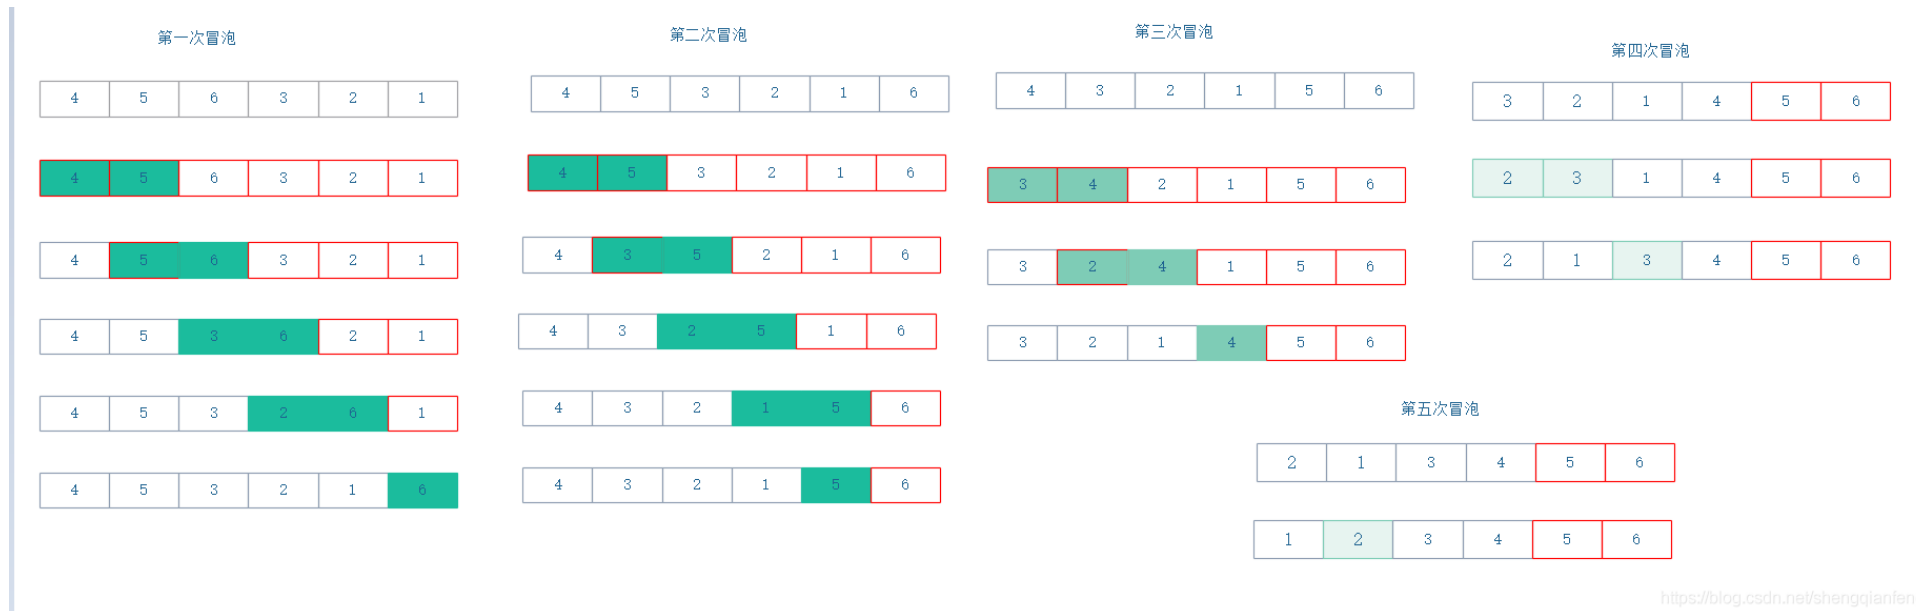 第一次冒泡
4 5 6 3 2 1
4 5 6 3 2 1
4 5 6 3 2 1
4 5 3 6 2 1
4 5 3 2 6 1
4 5 3 2 1 6
第二次冒泡
4 5 3 2 1 6
4 5 3 2 1 6
4 3 5 2 1 6
4 3 2 5 1 6
4 3 2 1 5 6
4 3 2 1 5 6
第三次冒泡
4 3 2 1 5 6
3 4 2 1 5 6
3 2 4 1 5 6
3 2 1 4 5 6
第四次冒泡
3 2 1 4 5 6
2 3 1 4 5 6
2 1 3 4 5 6
第五次冒泡
2 1 3 4 5 6
1 2 3 4 5 6
https://blog.csdn.net/shengqianfen